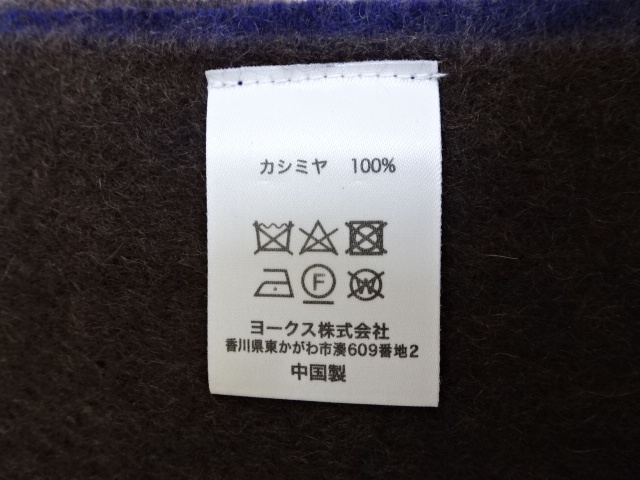 カシミヤ 100%
F W
ヨークス株式会社
香川県東かがわ市湊609番地2
中国製